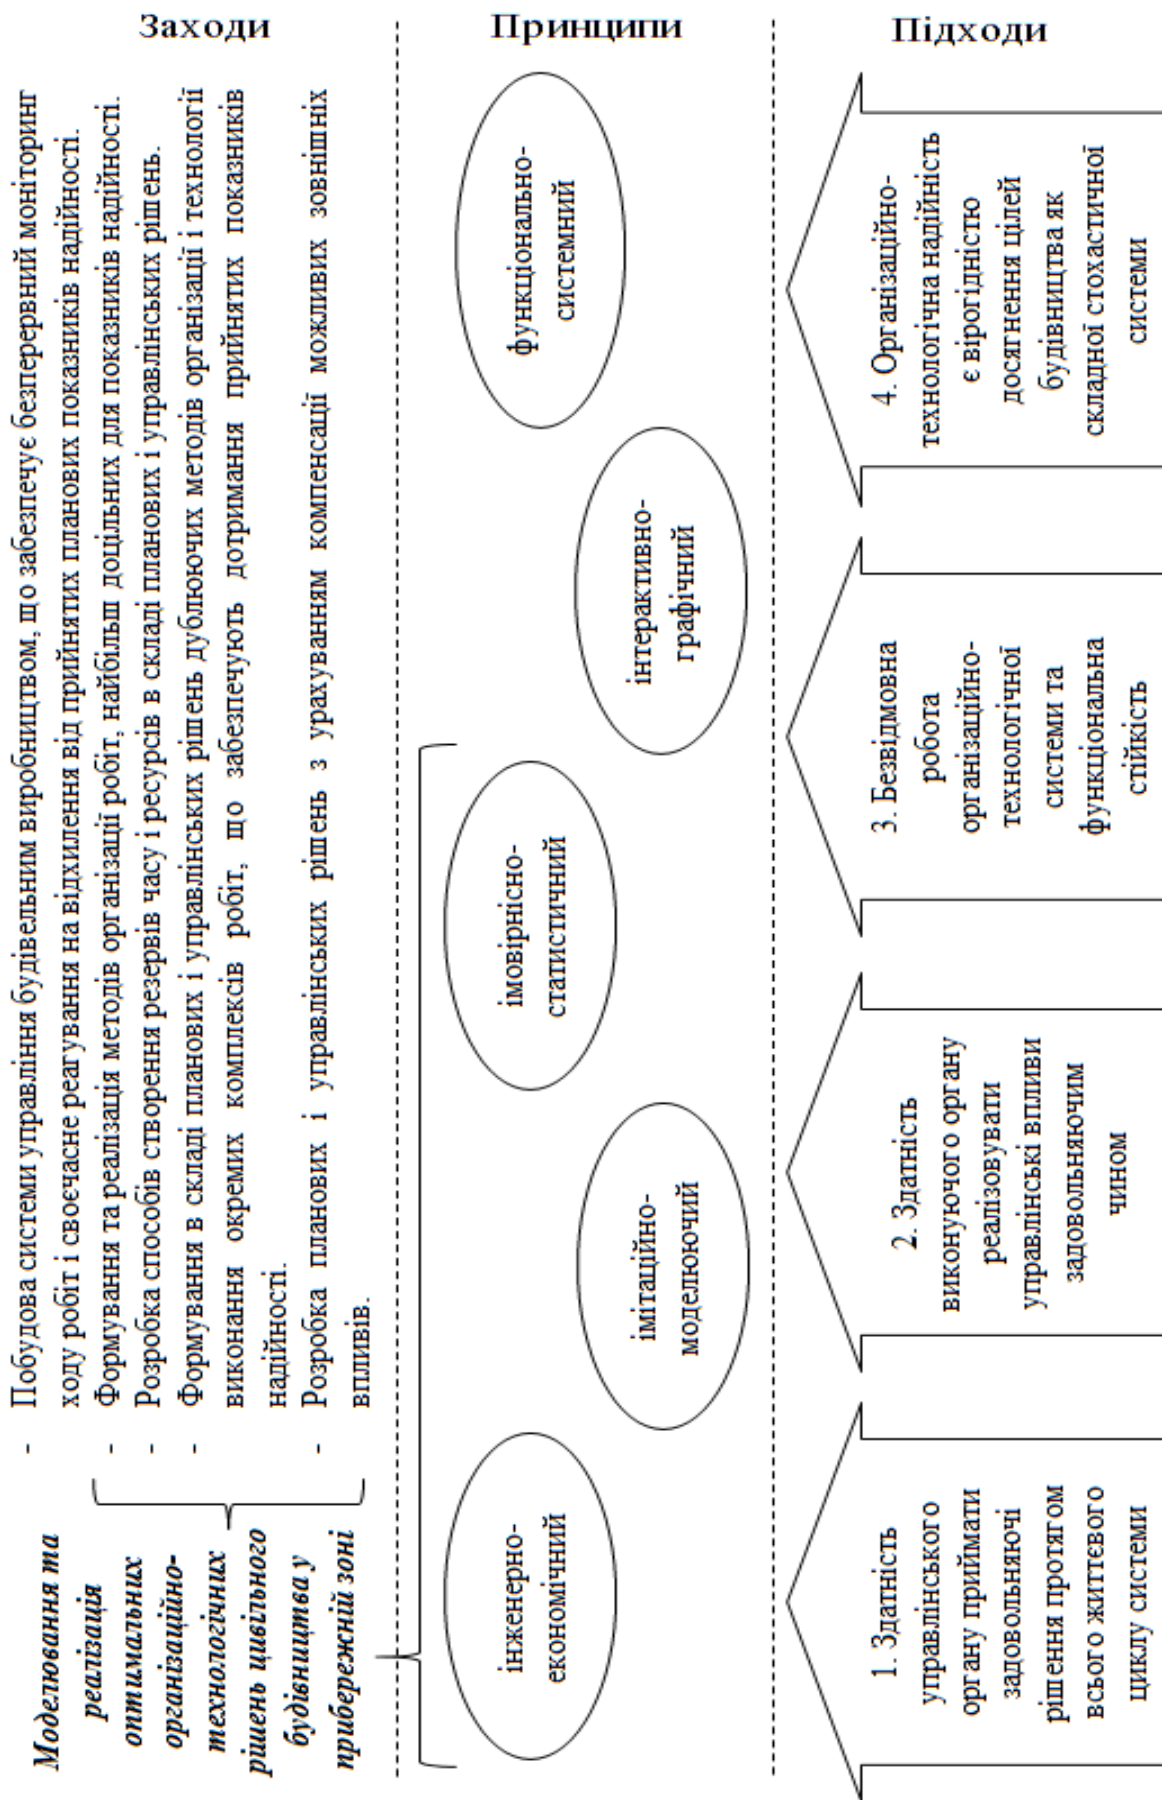 Заходи
Моделювання та
реалізація
оптимальних
організаційно-
технологічних
рішень цивільного
будівництва у
прибережній зоні
- Побудова системи управління будівельним виробництвом, що забезпечує безперервний моніторинг
ходу робіт і своєчасне реагування на відхилення від прийнятих планових показників надійності.
- Формування та реалізація методів організації робіт, найбільш доцільних для показників надійності.
- Розробка способів створення резервів часу і ресурсів в складі планових і управлінських рішень.
- Формування в складі планових і управлінських рішень дублюючих методів організації і технології
виконання окремих комплексів робіт, що забезпечують дотримання прийнятих показників
надійності.
- Розробка планових і управлінських рішень з урахуванням компенсації можливих зовнішніх
впливів.
Принципи
інженерно-
економічний
імітаційно-
моделюючий
імовірнісно-
статистичний
інтерактивно-
графічний
функціонально-
системний
Підходи
1. Здатність
управлінського
органу приймати
задовольняючі
рішення протягом
всього життєвого
циклу системи
2. Здатність
виконуючого органу
реалізовувати
управлінські впливи
задовольняючим
чином
3. Безвідмовна
робота
організаційно-
технологічної
системи та
функціональна
стійкість
4. Організаційно-
технологічна надійність
є вірогідністю
досягнення цілей
будівництва як
складної стохастичної
системи